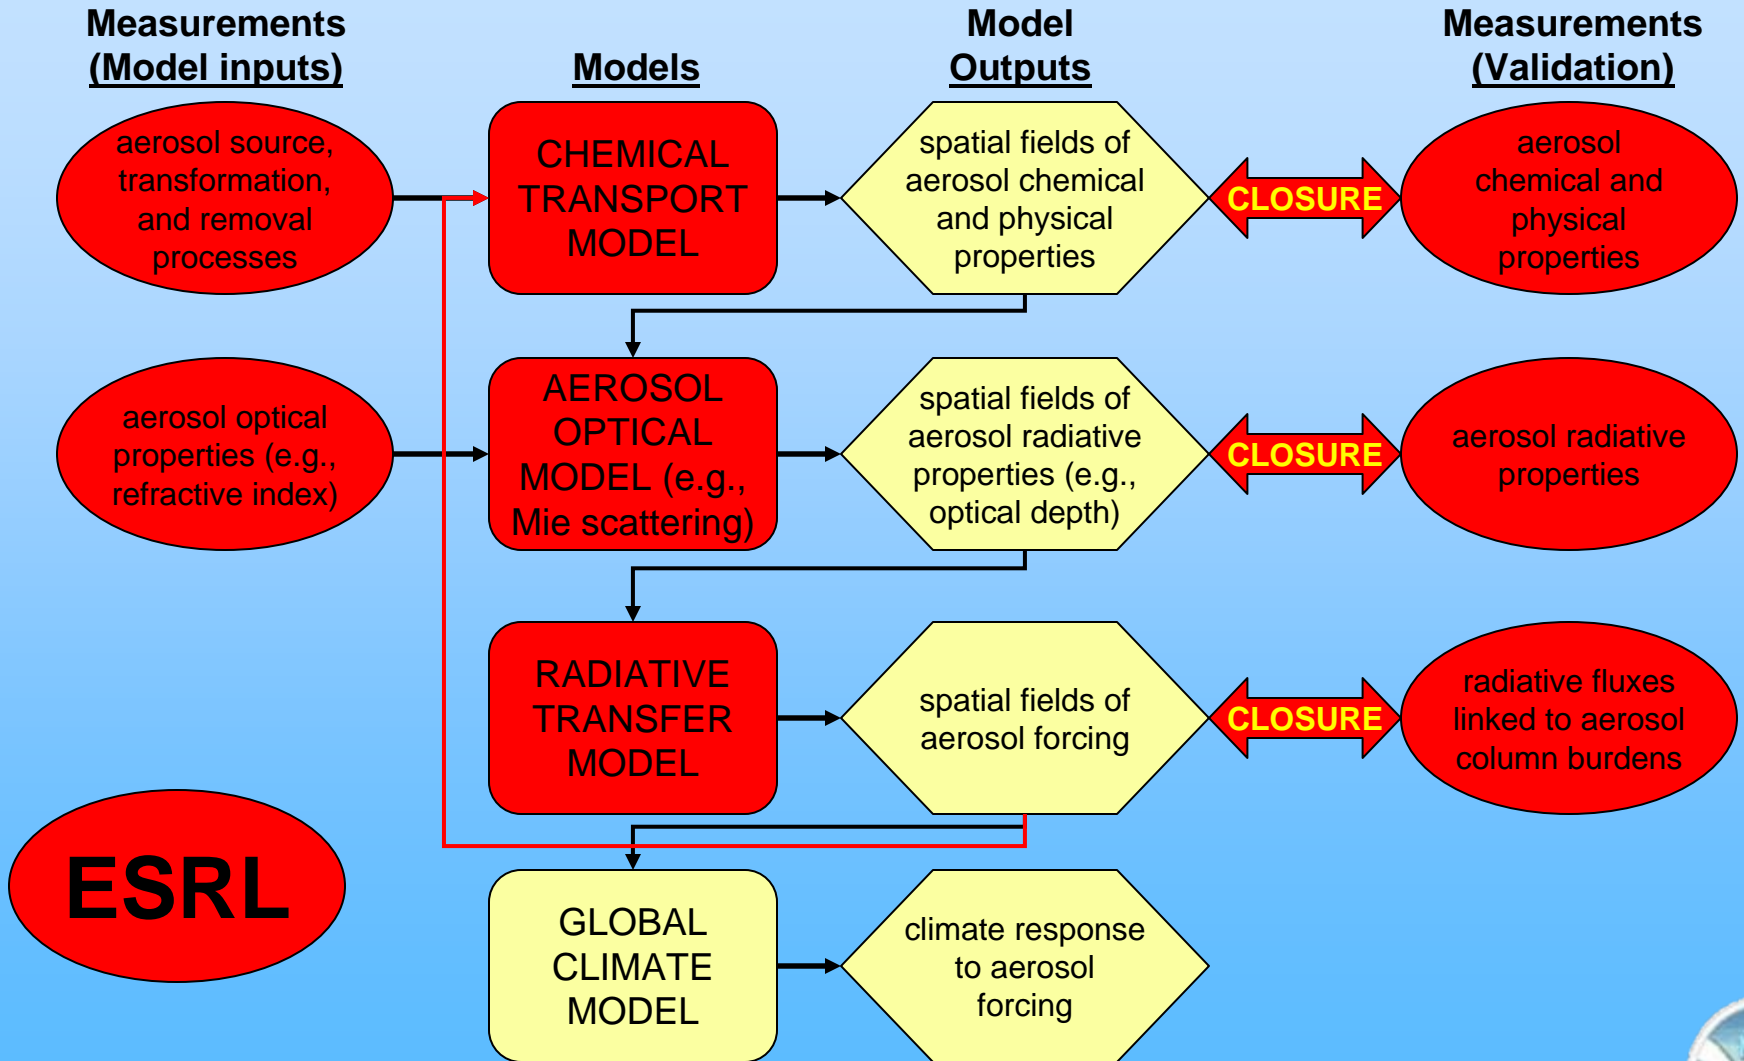 Measurements
(Model inputs)
Models
Model
Outputs
Measurements
(Validation)
aerosol source,
transformation,
and removal
processes
CHEMICAL
TRANSPORT
MODEL
spatial fields of
aerosol chemical
and physical
properties
CLOSURE
aerosol
chemical and
physical
properties
aerosol optical
properties (e.g.,
refractive index)
AEROSOL
OPTICAL
MODEL (e.g.,
Mie scattering)
spatial fields of
aerosol radiative
properties (e.g.,
optical depth)
CLOSURE
aerosol radiative
properties
RADIATIVE
TRANSFER
MODEL
spatial fields of
aerosol forcing
CLOSURE
radiative fluxes
linked to aerosol
column burdens
ESRL
GLOBAL
CLIMATE
MODEL
climate response
to aerosol
forcing